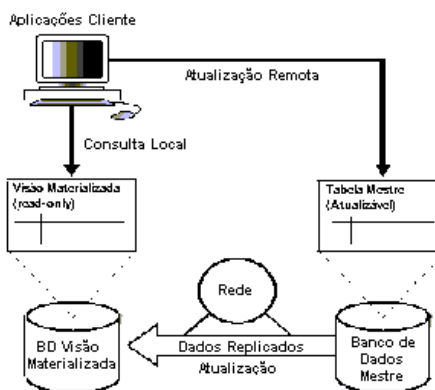 Aplicações Cliente
Atualização Remota
Consulta Local
Visão Materializada
(read-only)
Tabela Mestre
(Atualizável)
Rede
BD Visão
Materializada
Dados Replicados
Atualização
Banco de
Dados
Mestre